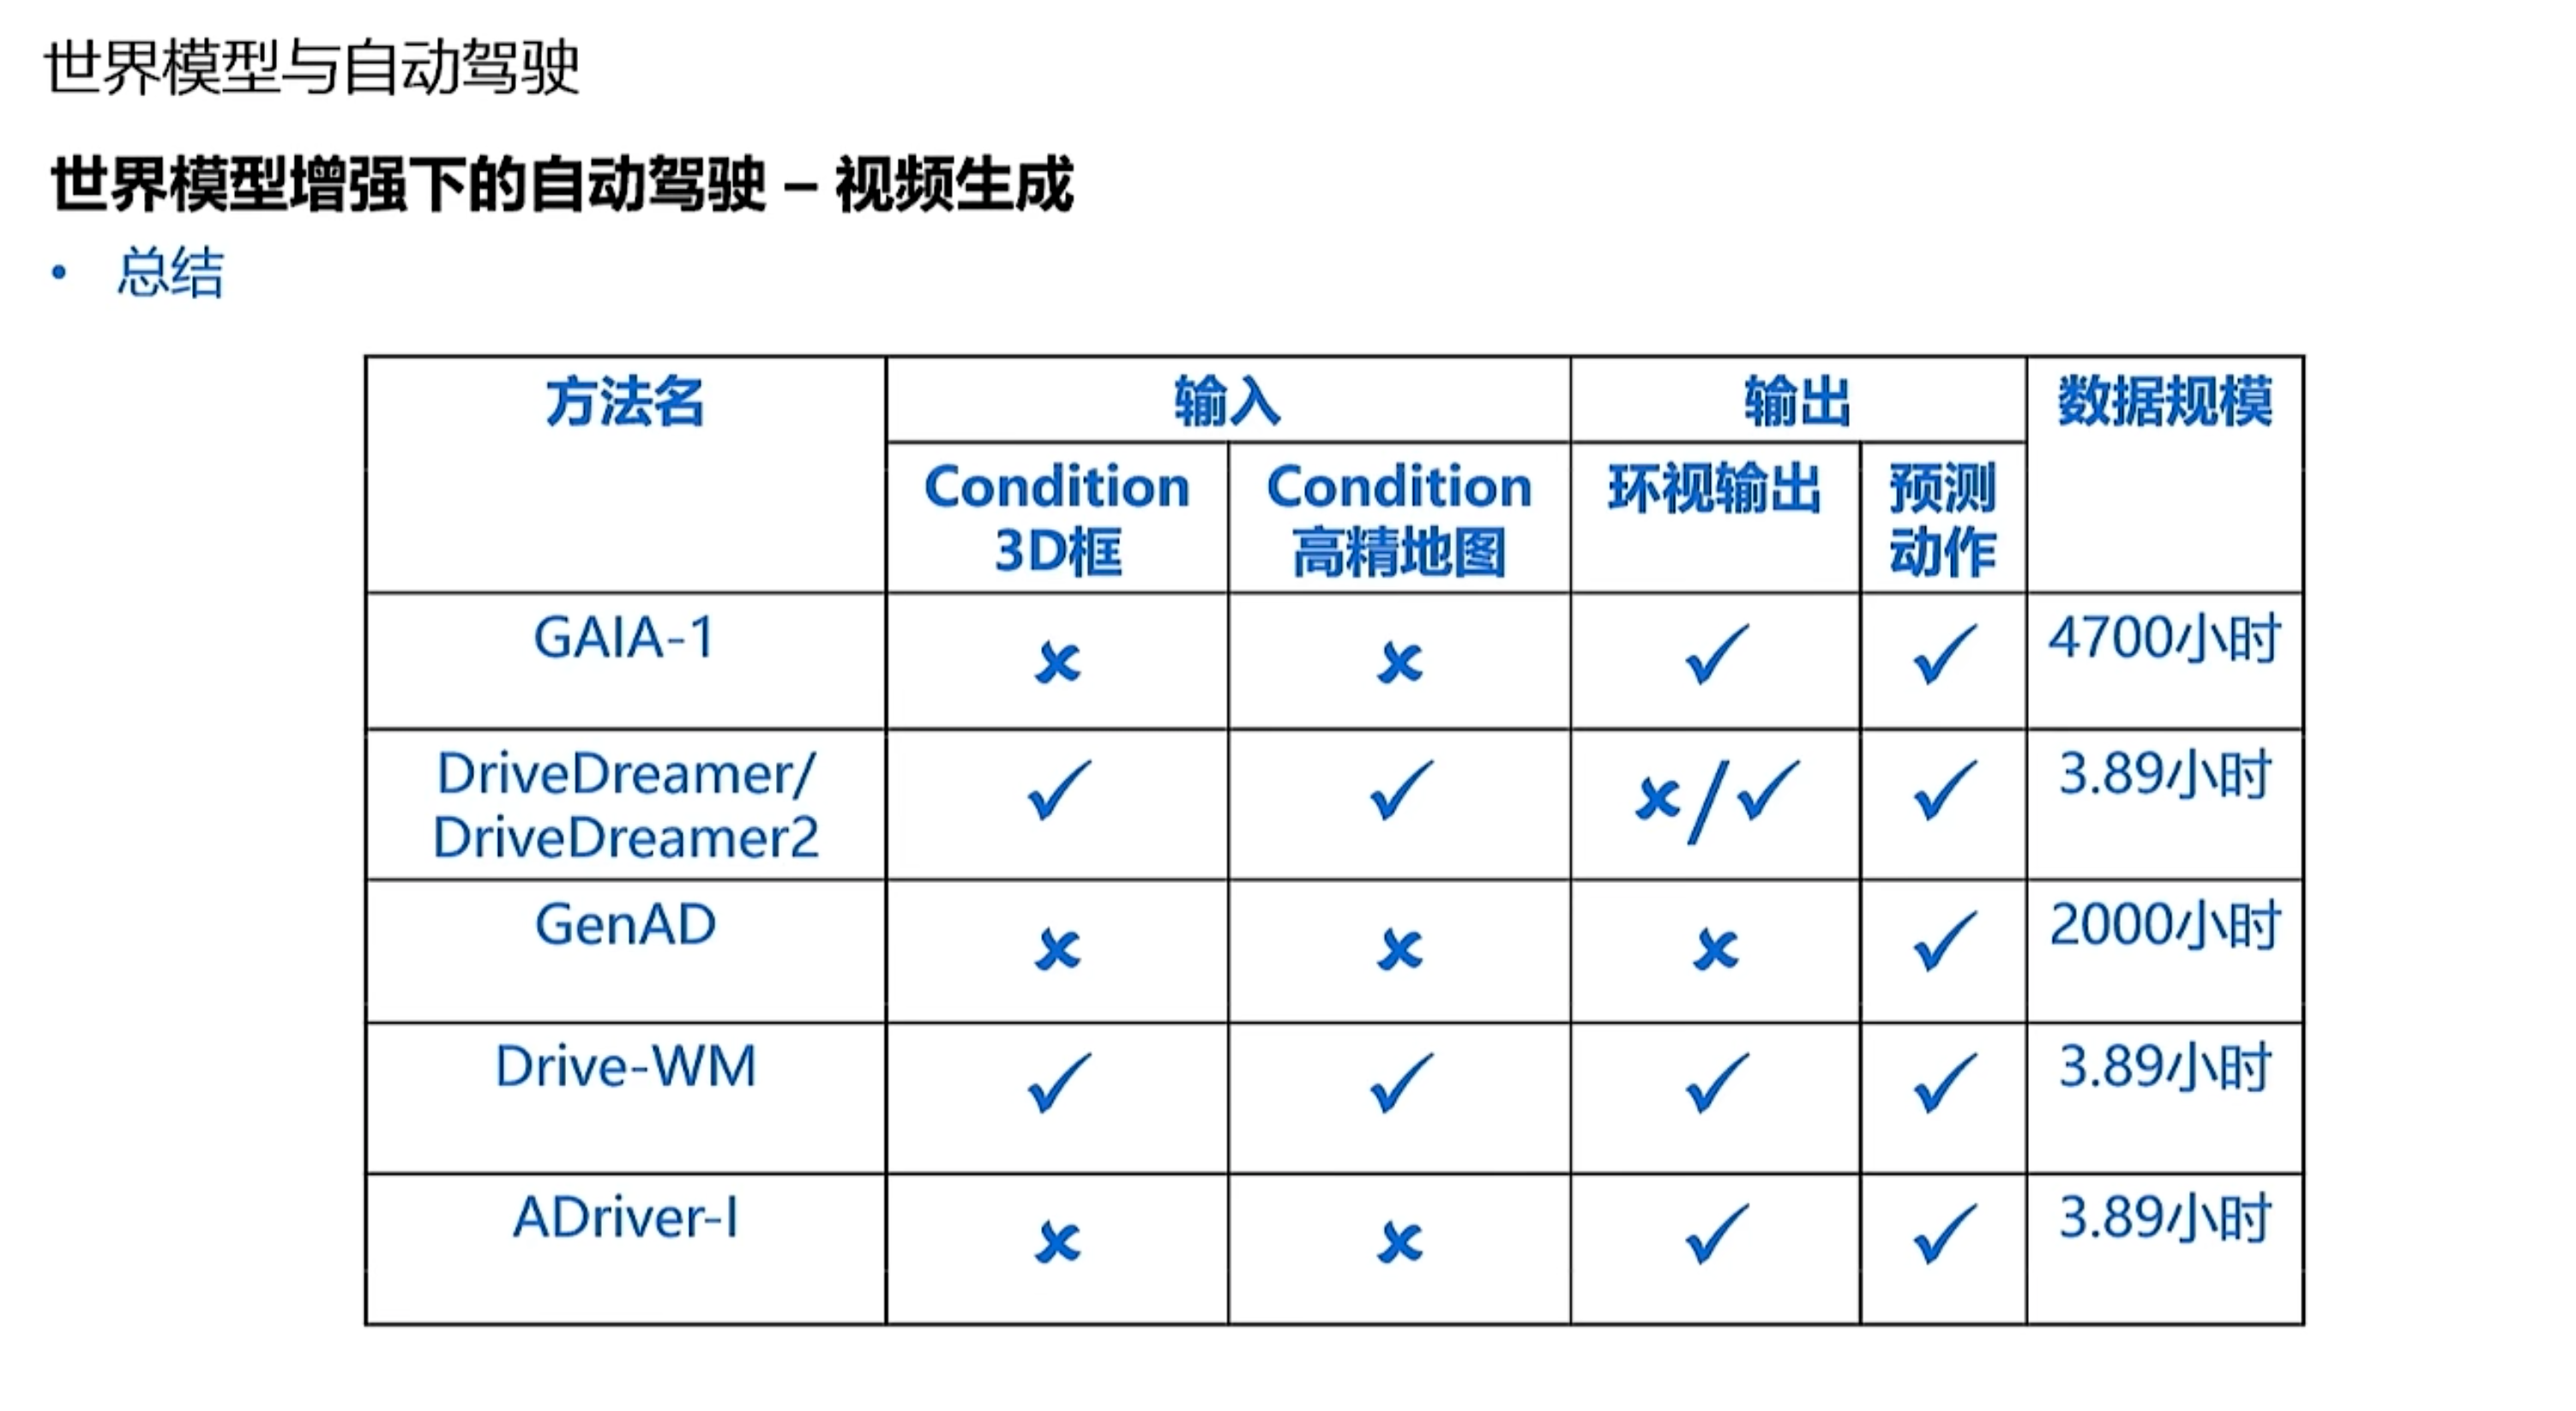 世界模型与自动驾驶
世界模型增强下的自动驾驶 – 视频生成
• 总结
方法名 输入 输出 数据规模
Condition 3D框 Condition 高精地图 环视输出 预测动作
GAIA-1 ✘ ✘ ✓ ✓ 4700小时
DriveDreamer/ ✓ ✓ ✘/✓ ✓ 3.89小时
DriveDreamer2
GenAD ✘ ✘ ✘ ✓ 2000小时
Drive-WM ✓ ✓ ✓ ✓ 3.89小时
ADriver-I ✘ ✘ ✓ ✓ 3.89小时